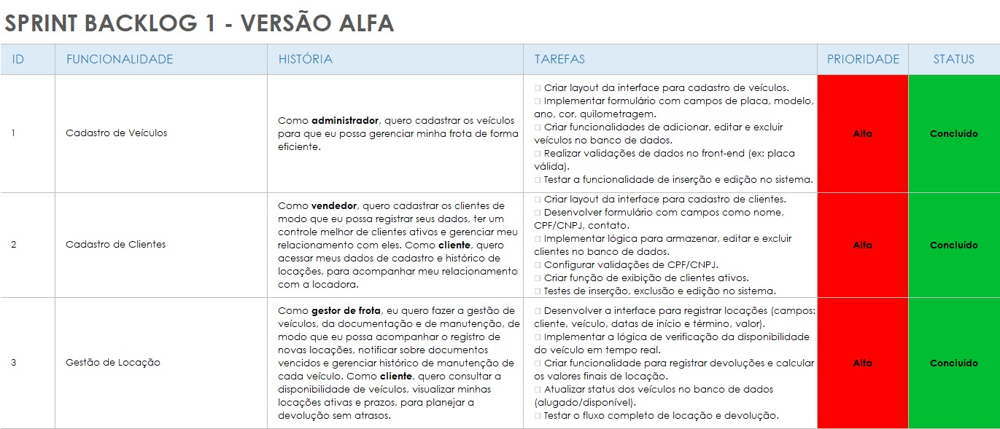 SPRINT BACKLOG 1 - VERSÃO ALFA
ID FUNCIONALIDADE HISTÓRIA TAREFAS PRIORIDADE STATUS
1
Cadastro de Veículos
Como administrador, quero cadastrar os veículos
para que eu possa gerenciar minha frota de forma
eficiente.
□ Criar layout da interface para cadastro de veículos.
□ Implementar formulário com campos de placa, modelo,
ano, cor, quilometragem.
□ Criar funcionalidades de adicionar, editar e excluir
veículos no banco de dados.
□ Realizar validações de dados no front-end (ex: placa
válida).
□ Testar a funcionalidade de inserção e edição no sistema.
Alta
Concluído
2
Cadastro de Clientes
Como vendedor, quero cadastrar os clientes de
modo que eu possa registrar seus dados, ter um
controle melhor de clientes ativos e gerenciar meu
relacionamento com eles. Como cliente, quero
acessar meus dados de cadastro e histórico de
locações, para acompanhar meu relacionamento
com a locadora.
□ Criar layout da interface para cadastro de clientes.
□ Desenvolver formulário com campos como nome,
CPF/CNPJ, contato.
□ Implementar lógica para armazenar, editar e excluir
clientes no banco de dados.
□ Configurar validações de CPF/CNPJ.
□ Criar função de exibição de clientes ativos.
□ Testes de inserção, exclusão e edição no sistema.
Alta
Concluído
3
Gestão de Locação
Como gestor de frota, eu quero fazer a gestão de
veículos, da documentação e de manutenção, de
modo que eu possa acompanhar o registro de
novas locações, notificar sobre documentos
vencidos e gerenciar histórico de manutenção de
cada veículo. Como cliente, quero consultar a
disponibilidade de veículos, visualizar minhas
locações ativas e prazos, para planejar a
devolução sem atrasos.
□ Desenvolver a interface para registrar locações (campos:
cliente, veículo, datas de início e término, valor).
□ Implementar a lógica de verificação da disponibilidade
do veículo em tempo real.
□ Criar funcionalidade para registrar devoluções e calcular
os valores finais de locação.
□ Atualizar status dos veículos no banco de dados
(alugado/disponível).
□ Testar o fluxo completo de locação e devolução.
Alta
Concluído